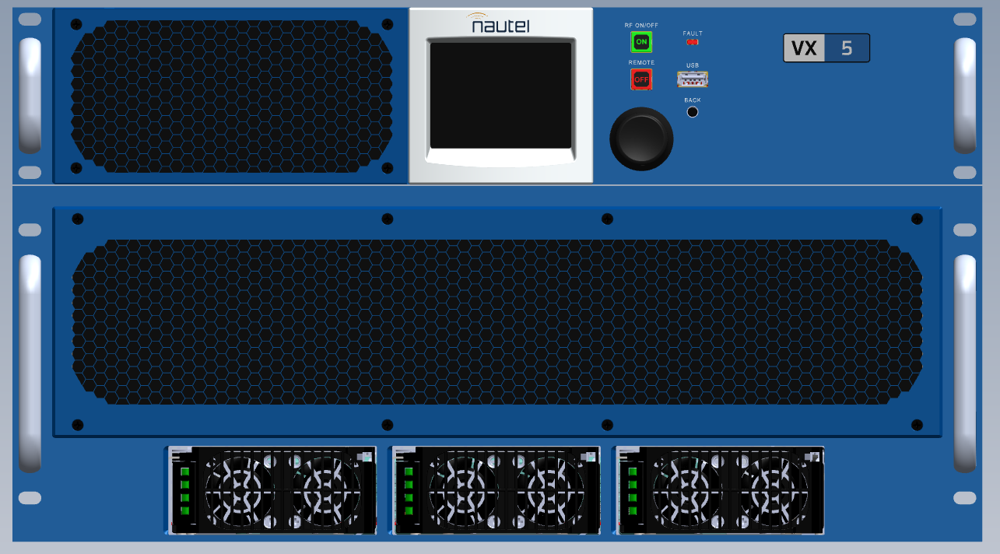 nautel
RF ON/OFF
ON
FAULT
REMOTE
OFF
USB
BACK
VX 5